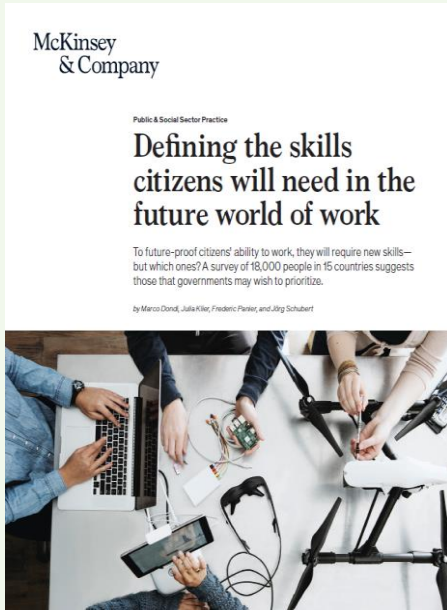 McKinsey
& Company
Public & Social Sector Practice
Defining the skills
citizens will need in the
future world of work
To future-proof citizens' ability to work, they will require new skills—
but which ones? A survey of 18,000 people in 15 countries suggests
those that governments may wish to prioritize.
by Marco Dondi, Julia Klier, Frederic Panier, and Jörg Schubert